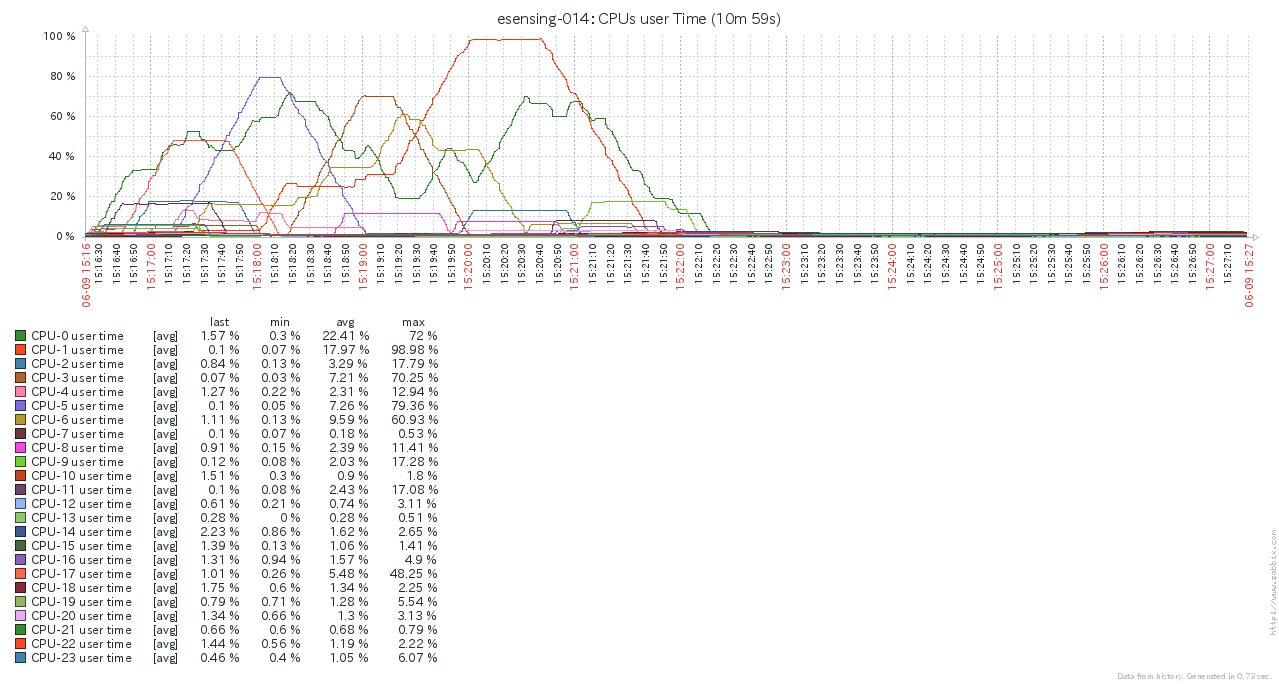 esensing-014: CPUs user Time (10m 59s)
100 %
80 %
60 %
40 %
20 %
0 %
06-09 15:16
15:16:30
15:16:40
15:16:50
15:17:00
15:17:10
15:17:20
15:17:30
15:17:40
15:17:50
15:18:00
15:18:10
15:18:20
15:18:30
15:18:40
15:18:50
15:19:00
15:19:10
15:19:20
15:19:30
15:19:40
15:19:50
15:20:00
15:20:10
15:20:20
15:20:30
15:20:40
15:20:50
15:21:00
15:21:10
15:21:20
15:21:30
15:21:40
15:21:50
15:22:00
15:22:10
15:22:20
15:22:30
15:22:40
15:22:50
15:23:00
15:23:10
15:23:20
15:23:30
15:23:40
15:23:50
15:24:00
15:24:10
15:24:20
15:24:30
15:24:40
15:24:50
15:25:00
15:25:10
15:25:20
15:25:30
15:25:40
15:25:50
15:26:00
15:26:10
15:26:20
15:26:30
15:26:40
15:26:50
15:27:00
15:27:10
06-09 15:27
last min avg max
CPU-0 user time [avg] 1.57 % 0.3 % 22.41 % 72 %
CPU-1 user time [avg] 0.1 % 0.07 % 17.97 % 98.98 %
CPU-2 user time [avg] 0.84 % 0.13 % 3.29 % 17.79 %
CPU-3 user time [avg] 0.07 % 0.03 % 7.21 % 70.25 %
CPU-4 user time [avg] 1.27 % 0.22 % 2.31 % 12.94 %
CPU-5 user time [avg] 0.1 % 0.05 % 7.26 % 79.36 %
CPU-6 user time [avg] 1.11 % 0.13 % 9.59 % 60.93 %
CPU-7 user time [avg] 0.1 % 0.07 % 0.18 % 0.53 %
CPU-8 user time [avg] 0.91 % 0.15 % 2.39 % 11.41 %
CPU-9 user time [avg] 0.12 % 0.08 % 2.03 % 17.28 %
CPU-10 user time [avg] 1.51 % 0.3 % 0.9 % 1.8 %
CPU-11 user time [avg] 0.1 % 0.08 % 2.43 % 17.08 %
CPU-12 user time [avg] 0.61 % 0.21 % 0.74 % 3.11 %
CPU-13 user time [avg] 0.28 % 0 % 0.28 % 0.51 %
CPU-14 user time [avg] 2.23 % 0.86 % 1.62 % 2.65 %
CPU-15 user time [avg] 1.39 % 0.13 % 1.06 % 1.41 %
CPU-16 user time [avg] 1.31 % 0.94 % 1.57 % 4.9 %
CPU-17 user time [avg] 1.01 % 0.26 % 5.48 % 48.25 %
CPU-18 user time [avg] 1.75 % 0.6 % 1.34 % 2.25 %
CPU-19 user time [avg] 0.79 % 0.71 % 1.28 % 5.54 %
CPU-20 user time [avg] 1.34 % 0.66 % 1.3 % 3.13 %
CPU-21 user time [avg] 0.66 % 0.6 % 0.68 % 0.79 %
CPU-22 user time [avg] 1.44 % 0.56 % 1.19 % 2.22 %
CPU-23 user time [avg] 0.46 % 0.4 % 1.05 % 6.07 %
http://www.zabbix.com
Data from history. Generated in 0.73 sec.